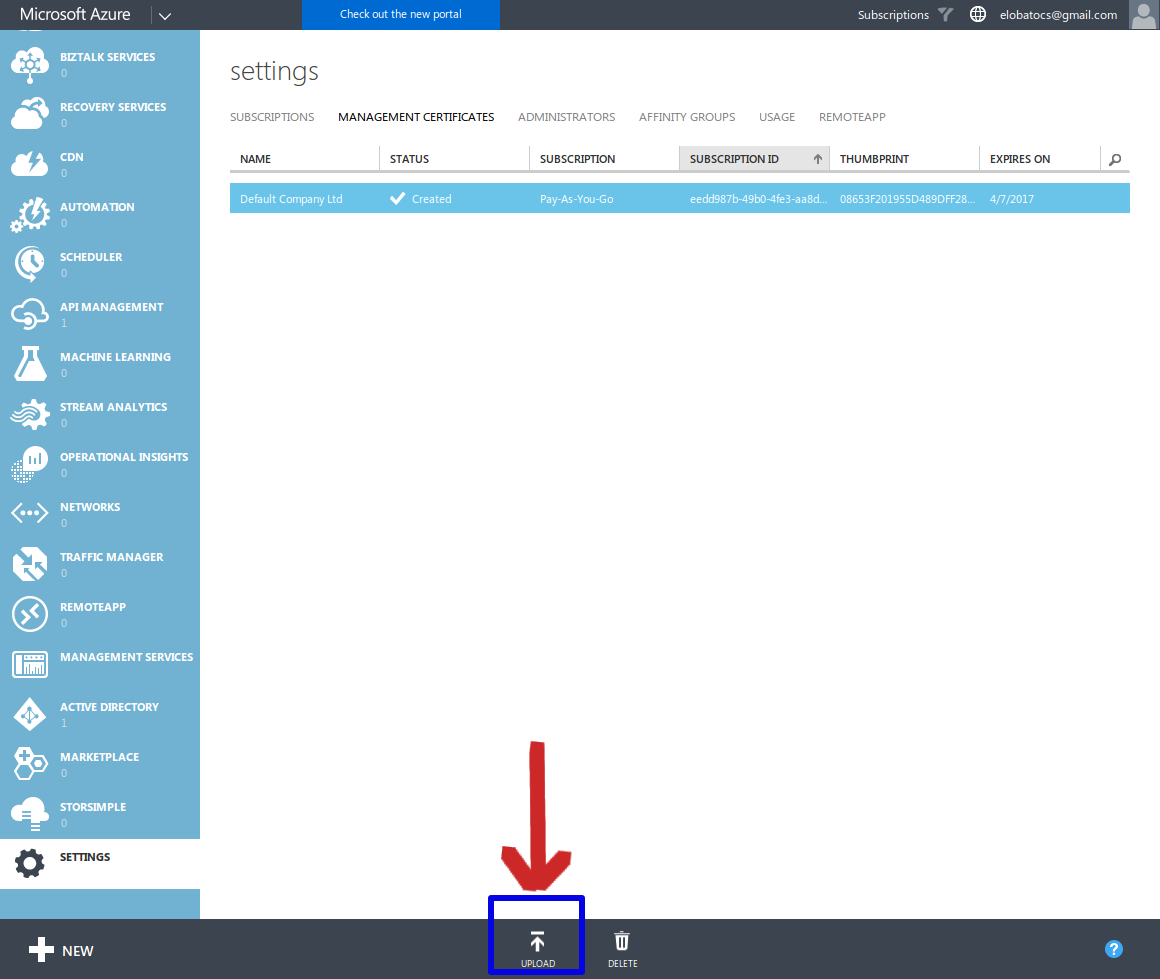 Microsoft Azure
Check out the new portal
Subscriptions
elobatocs@gmail.com
BIZTALK SERVICES
0
RECOVERY SERVICES
0
CDN
0
AUTOMATION
0
SCHEDULER
0
API MANAGEMENT
1
MACHINE LEARNING
0
STREAM ANALYTICS
0
OPERATIONAL INSIGHTS
0
NETWORKS
0
TRAFFIC MANAGER
0
REMOTEAPP
0
MANAGEMENT SERVICES
ACTIVE DIRECTORY
1
MARKETPLACE
0
STORSIMPLE
0
SETTINGS
settings
SUBSCRIPTIONS MANAGEMENT CERTIFICATES ADMINISTRATORS AFFINITY GROUPS USAGE REMOTEAPP
NAME STATUS SUBSCRIPTION SUBSCRIPTION ID THUMBPRINT EXPIRES ON
Default Company Ltd Created Pay-As-You-Go eedd987b-49b0-4fe3-aa8d... 08653F201955D489DFF28... 4/7/2017
NEW
UPLOAD
DELETE
?